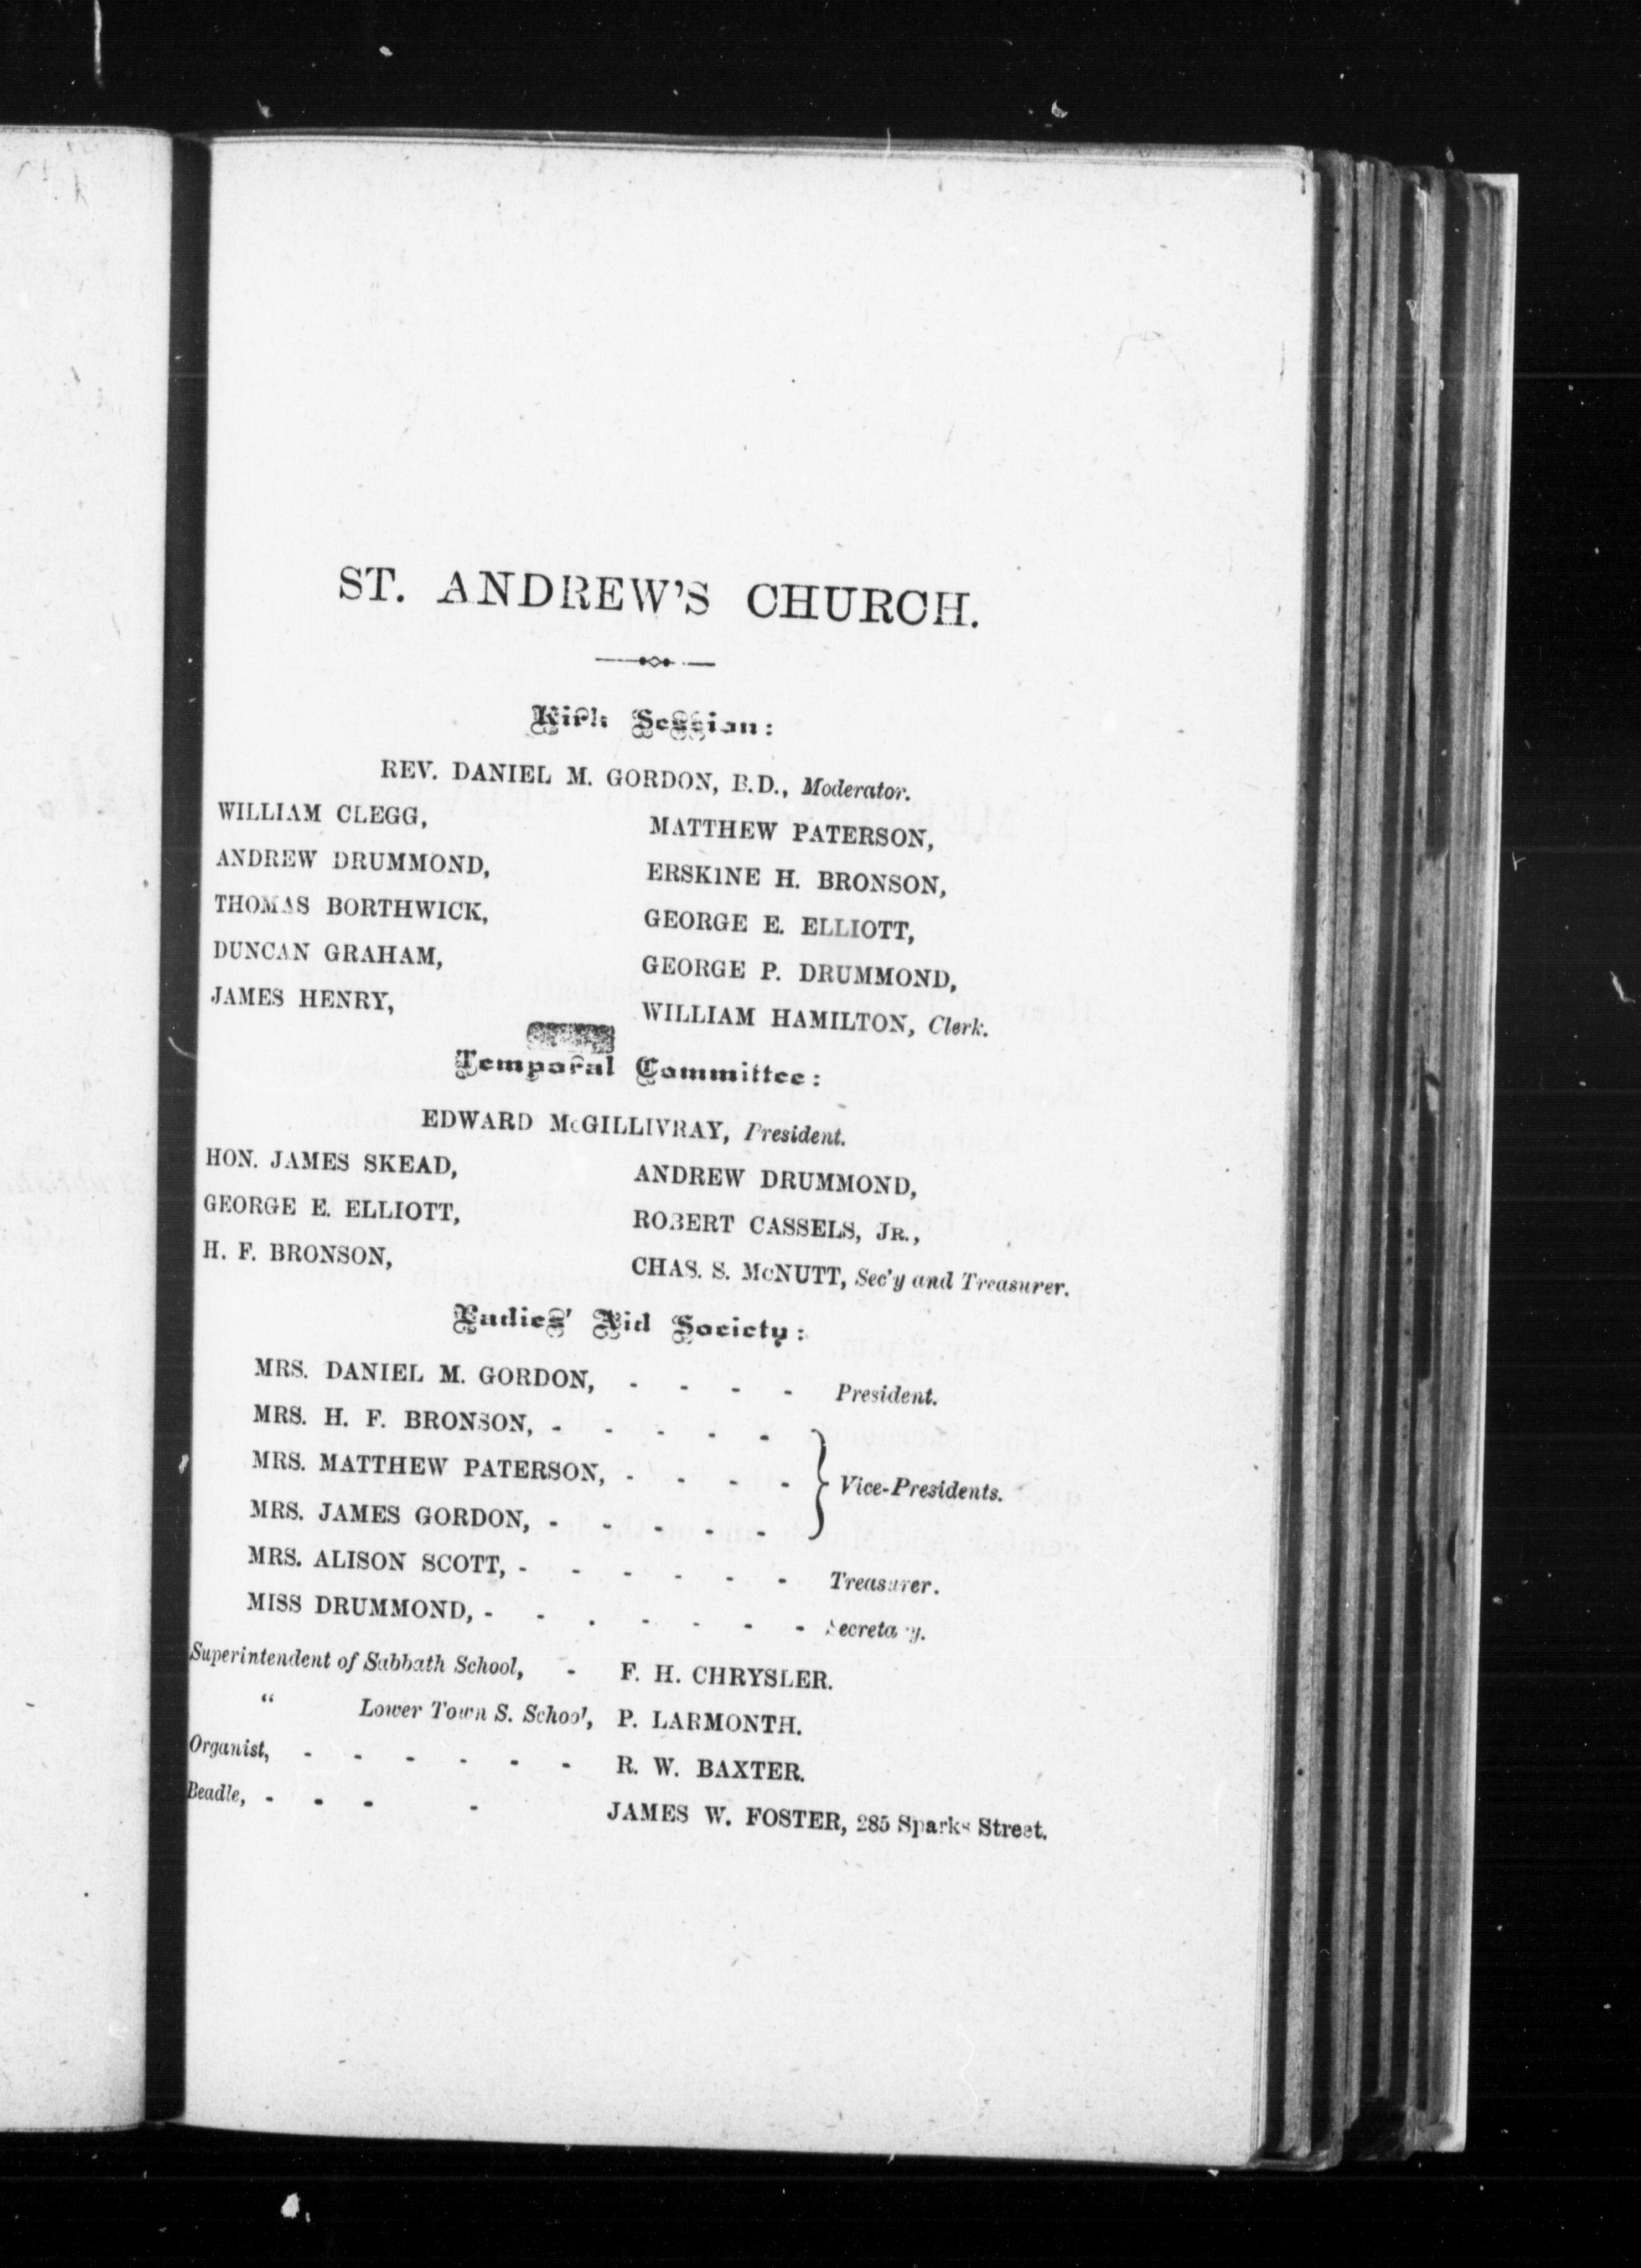 ST. ANDREW'S CHURCH.
Kirk Session:
REV. DANIEL M. GORDON, B.D., Moderator.
WILLIAM CLEGG, MATTHEW PATERSON,
ANDREW DRUMMOND, ERSKINE H. BRONSON,
THOMAS BORTHWICK, GEORGE E. ELLIOTT,
DUNCAN GRAHAM, GEORGE P. DRUMMOND,
JAMES HENRY, WILLIAM HAMILTON, Clerk.
Temporal Committee:
EDWARD McGILLIVRAY, President.
HON. JAMES SKEAD, ANDREW DRUMMOND,
GEORGE E. ELLIOTT, ROBERT CASSELS, JR.,
H. F. BRONSON, CHAS. S. McNUTT, Sec'y and Treasurer.
Ladies' Aid Society:
MRS. DANIEL M. GORDON, - - - - President.
MRS. H. F. BRONSON, - - - - -
MRS. MATTHEW PATERSON, - - - - } Vice-Presidents.
MRS. JAMES GORDON, - - - - -
MRS. ALISON SCOTT, - - - - - - Treasurer.
MISS DRUMMOND, - - - - - - - Secretary.
Superintendent of Sabbath School, - F. H. CHRYSLER.
" Lower Town S. School, P. LARMONTH.
Organist, - - - - - - R. W. BAXTER.
Beadle, - - - - JAMES W. FOSTER, 285 Sparks Street.